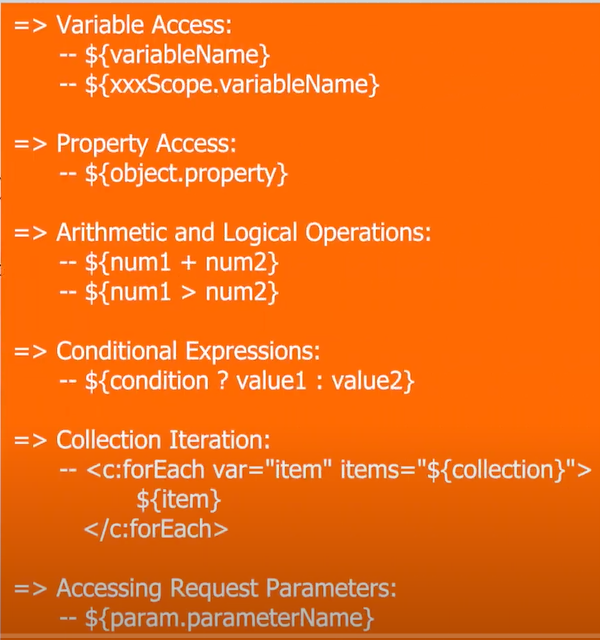 => Variable Access:
-- ${variableName}
-- ${xxxScope.variableName}
=> Property Access:
-- ${object.property}
=> Arithmetic and Logical Operations:
-- ${num1 + num2}
-- ${num1 > num2}
=> Conditional Expressions:
-- ${condition ? value1 : value2}
=> Collection Iteration:
-- <c:forEach var="item" items="${collection}">
${item}
</c:forEach>
=> Accessing Request Parameters:
-- ${param.parameterName}